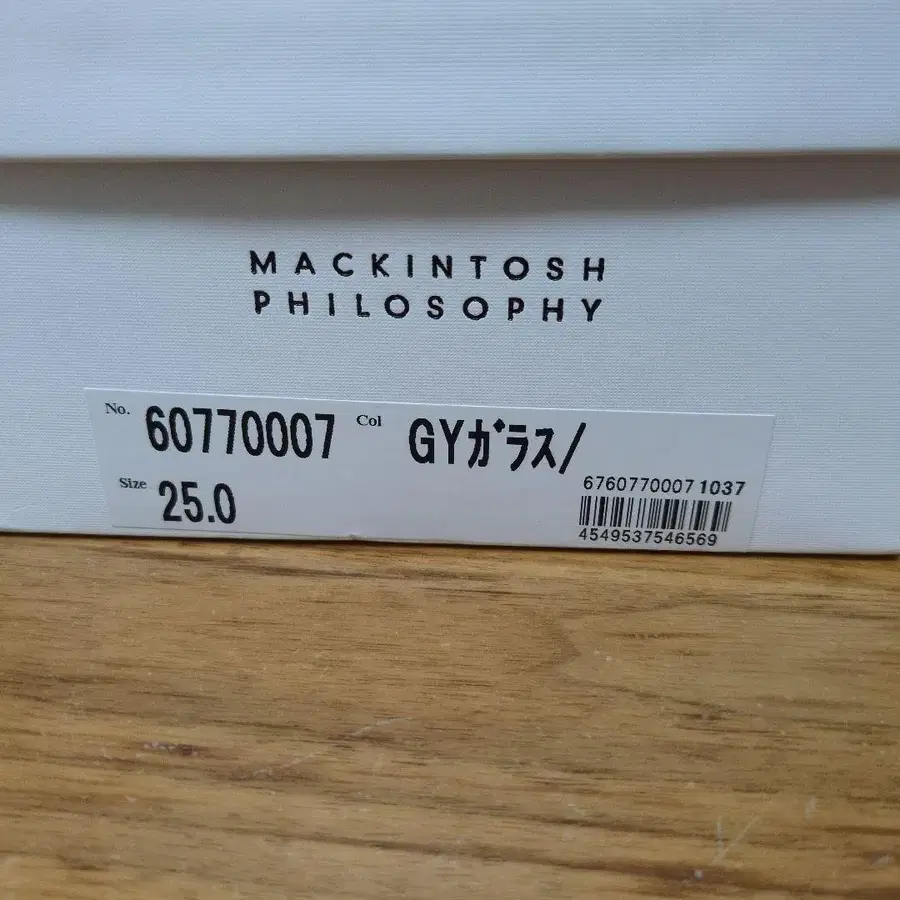 MACKINTOSH
PHILOSOPHY
No. 60770007 Col GYガラス/
Size 25.0
6760770007 1037
4549537546569